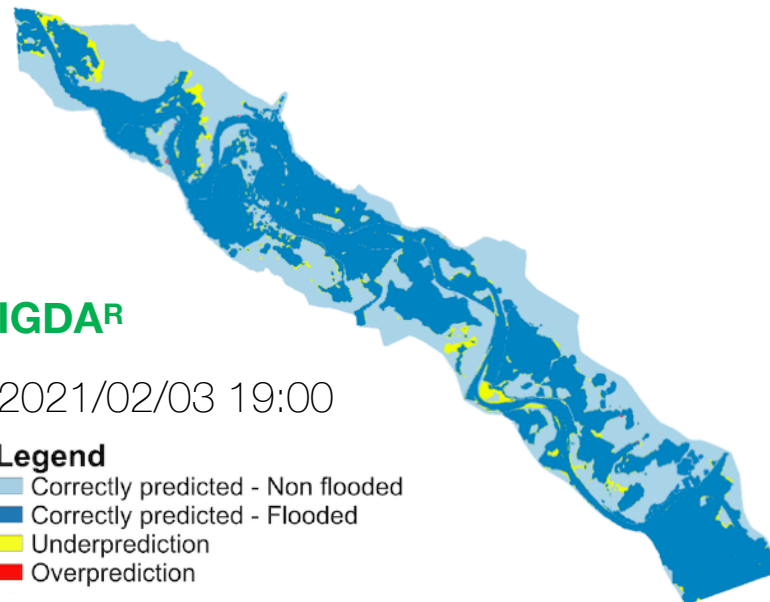 IGDAᴿ
2021/02/03 19:00
Legend
Correctly predicted - Non flooded
Correctly predicted - Flooded
Underprediction
Overprediction